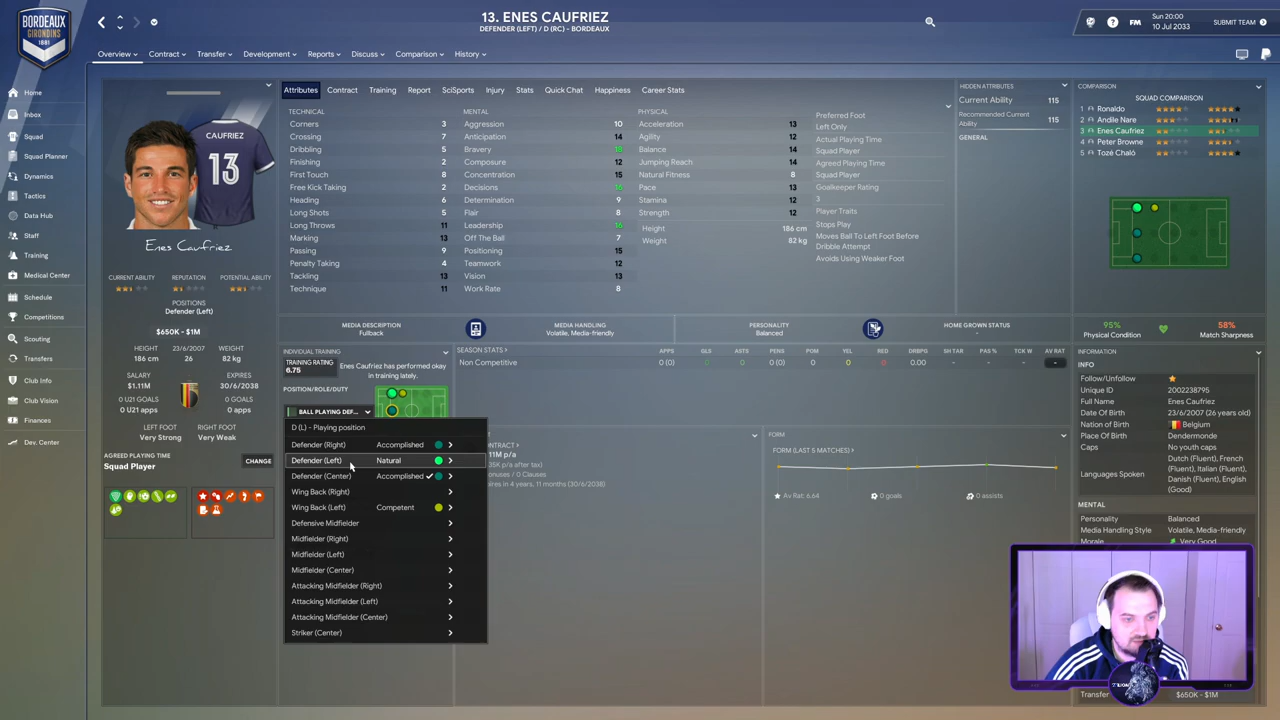 BORDEAUX
GIRONDINS
1881
13. ENES CAUFRIEZ
DEFENDER (LEFT) / D (RC) - BORDEAUX
FM
Sun 20:00
10 Jul 2033
SUBMIT TEAM
Overview
Contract
Transfer
Development
Reports
Discuss
Comparison
History
Home
Inbox
Squad
Squad Planner
Dynamics
Tactics
Data Hub
Staff
Training
Medical Center
Schedule
Competitions
Scouting
Transfers
Club Info
Club Vision
Finances
Dev. Center
CAUFRIEZ
13
Enes Caufriez
CURRENT ABILITY
REPUTATION
POTENTIAL ABILITY
POSITIONS
Defender (Left)
$650K - $1M
HEIGHT
186 cm
23/6/2007
26
WEIGHT
82 kg
SALARY
$1.11M
EXPIRES
30/6/2038
0 U21 GOALS
0 U21 apps
0 GOALS
0 apps
LEFT FOOT
Very Strong
RIGHT FOOT
Very Weak
AGREED PLAYING TIME
Squad Player
CHANGE
Attributes
Contract
Training
Report
SciSports
Injury
Stats
Quick Chat
Happiness
Career Stats
TECHNICAL
Corners 3
Crossing 7
Dribbling 5
Finishing 2
First Touch 8
Free Kick Taking 2
Heading 6
Long Shots 5
Long Throws 11
Marking 13
Passing 9
Penalty Taking 4
Tackling 13
Technique 11
MENTAL
Aggression 10
Anticipation 14
Bravery 18
Composure 12
Concentration 15
Decisions 16
Determination 9
Flair 8
Leadership 16
Off The Ball 7
Positioning 15
Teamwork 12
Vision 13
Work Rate 8
PHYSICAL
Acceleration 13
Agility 12
Balance 14
Jumping Reach 14
Natural Fitness 8
Pace 13
Stamina 12
Strength 12
Height 186 cm
Weight 82 kg
Preferred Foot
Left Only
Actual Playing Time
Squad Player
Agreed Playing Time
Squad Player
Goalkeeper Rating
3
Player Traits
Stops Play
Moves Ball To Left Foot Before
Dribble Attempt
Avoids Using Weaker Foot
HIDDEN ATTRIBUTES
Current Ability 115
Recommended Current
Ability 115
GENERAL
COMPARISON
SQUAD COMPARISON
1 Ronaldo
2 Andile Nare
3 Enes Caufriez
4 Peter Browne
5 Tozé Chaló
MEDIA DESCRIPTION
Fullback
MEDIA HANDLING
Volatile, Media-friendly
PERSONALITY
Balanced
HOME GROWN STATUS
-
95%
Physical Condition
58%
Match Sharpness
INDIVIDUAL TRAINING
TRAINING RATING
6.75
Enes Caufriez has performed okay
in training lately.
POSITION/ROLE/DUTY
BALL PLAYING DEF...
D (L) - Playing position
Defender (Right) Accomplished
Defender (Left) Natural
Defender (Center) Accomplished
Wing Back (Right)
Wing Back (Left) Competent
Defensive Midfielder
Midfielder (Right)
Midfielder (Left)
Midfielder (Center)
Attacking Midfielder (Right)
Attacking Midfielder (Left)
Attacking Midfielder (Center)
Striker (Center)
SEASON STATS
APPS GLS ASTS PENS POM YEL RED DRBPG SH TAR PAS % TCK W AV RAT
Non Competitive 0 (0) 0 0 0 (0) 0 0 0 0.00 - - - -
FORM
FORM (LAST 5 MATCHES)
Av Rat: 6.64
0 goals
0 assists
INFORMATION
INFO
Follow/Unfollow
Unique ID 2002238795
Full Name Enes Caufriez
Date Of Birth 23/6/2007 (26 years old)
Nation of Birth Belgium
Place Of Birth Dendermonde
Caps/Goals No youth caps
Languages Spoken Dutch (Fluent), French
(Fluent), Italian (Fluent),
Danish (Fluent), English
(Good)
MENTAL
Personality Balanced
Media Handling Style Volatile, Media-friendly
Morale Very Good
Transfer $650K - $1M